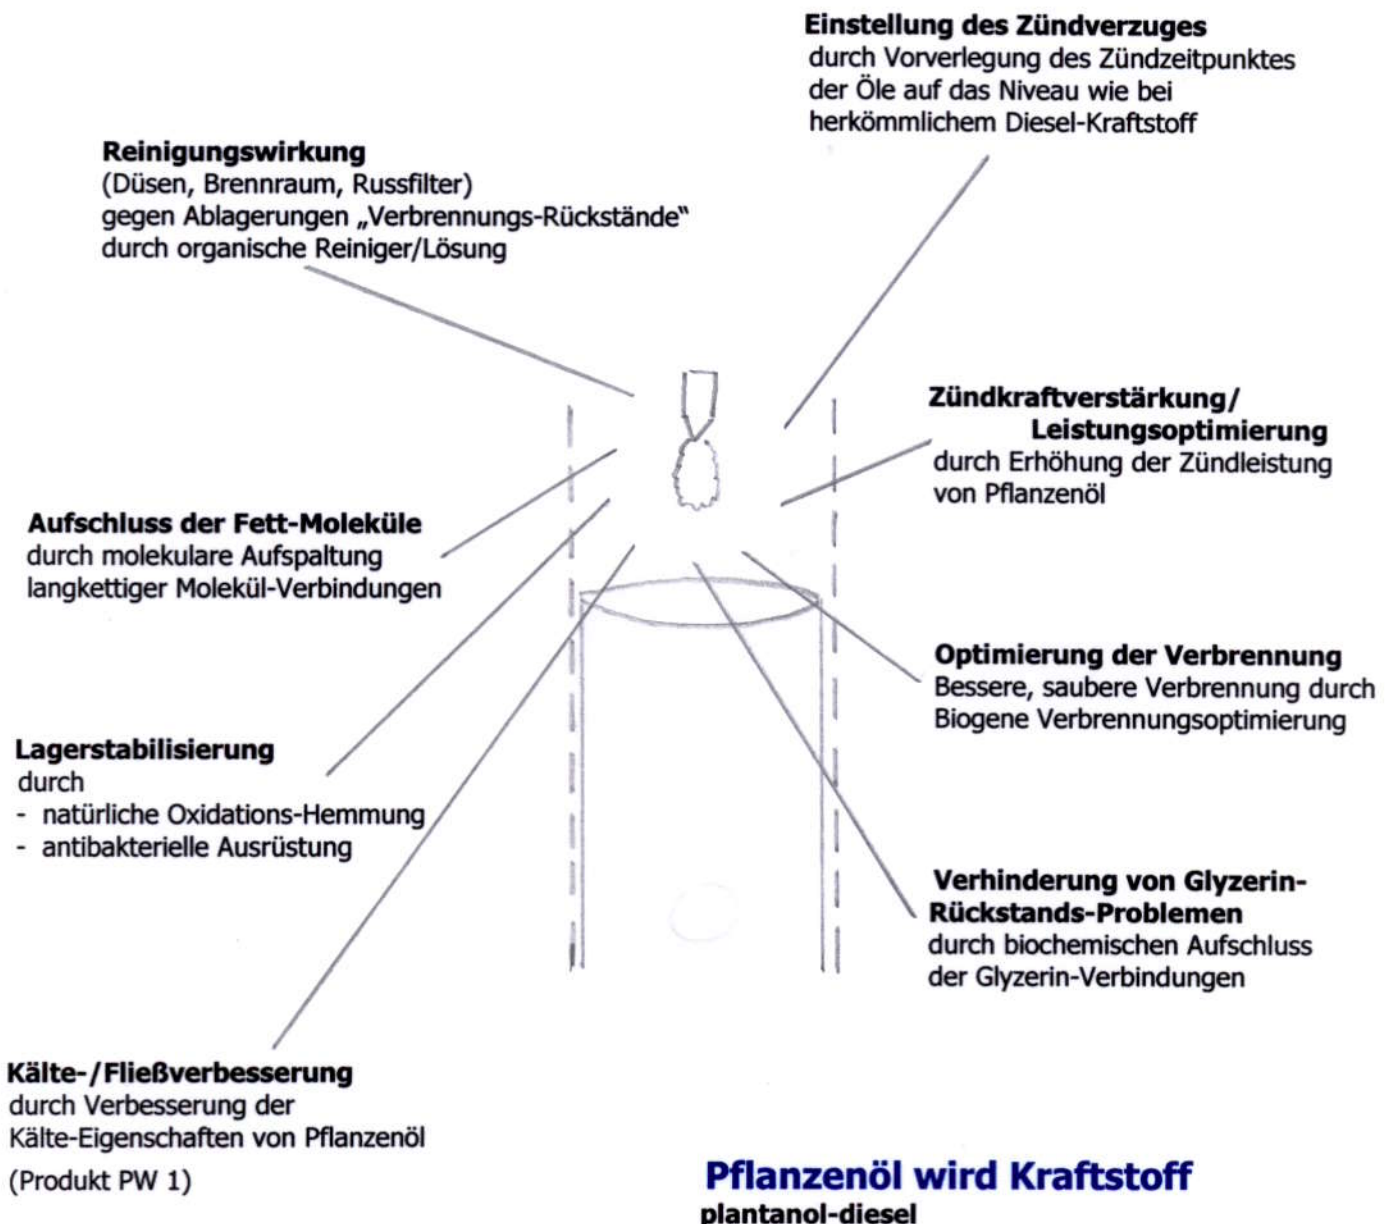 Einstellung des Zündverzuges
durch Vorverlegung des Zündzeitpunktes
der Öle auf das Niveau wie bei
herkömmlichem Diesel-Kraftstoff
Reinigungswirkung
(Düsen, Brennraum, Russfilter)
gegen Ablagerungen „Verbrennungs-Rückstände“
durch organische Reiniger/Lösung
Zündkraftverstärkung/
Leistungsoptimierung
durch Erhöhung der Zündleistung
von Pflanzenöl
Aufschluss der Fett-Moleküle
durch molekulare Aufspaltung
langkettiger Molekül-Verbindungen
Optimierung der Verbrennung
Bessere, saubere Verbrennung durch
Biogene Verbrennungsoptimierung
Lagerstabilisierung
durch
- natürliche Oxidations-Hemmung
- antibakterielle Ausrüstung
Verhinderung von Glyzerin-
Rückstands-Problemen
durch biochemischen Aufschluss
der Glyzerin-Verbindungen
Kälte-/Fließverbesserung
durch Verbesserung der
Kälte-Eigenschaften von Pflanzenöl
(Produkt PW 1)
Pflanzenöl wird Kraftstoff
plantanol-diesel